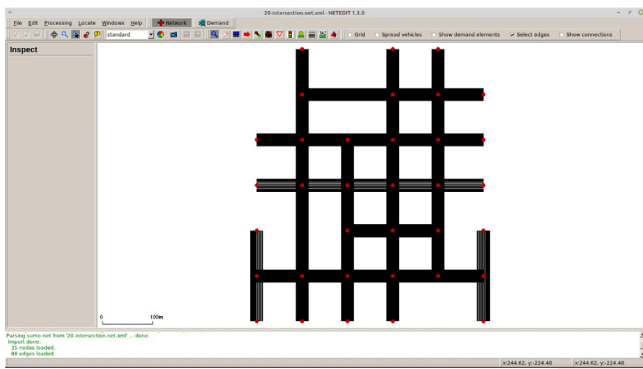 20-intersection.net.xml - NETEDIT 1.5.0
File Edit Processing Locate Windows Help Network Demand
standard Grid Spread vehicles Show demand elements Select edges Show connections
Inspect
0 100m
Parsing sumo-net from '20-intersection.net.xml' ... done.
Import done:
35 nodes loaded.
88 edges loaded.
x:244.62, y:-224.40 x:244.62, y:-224.40